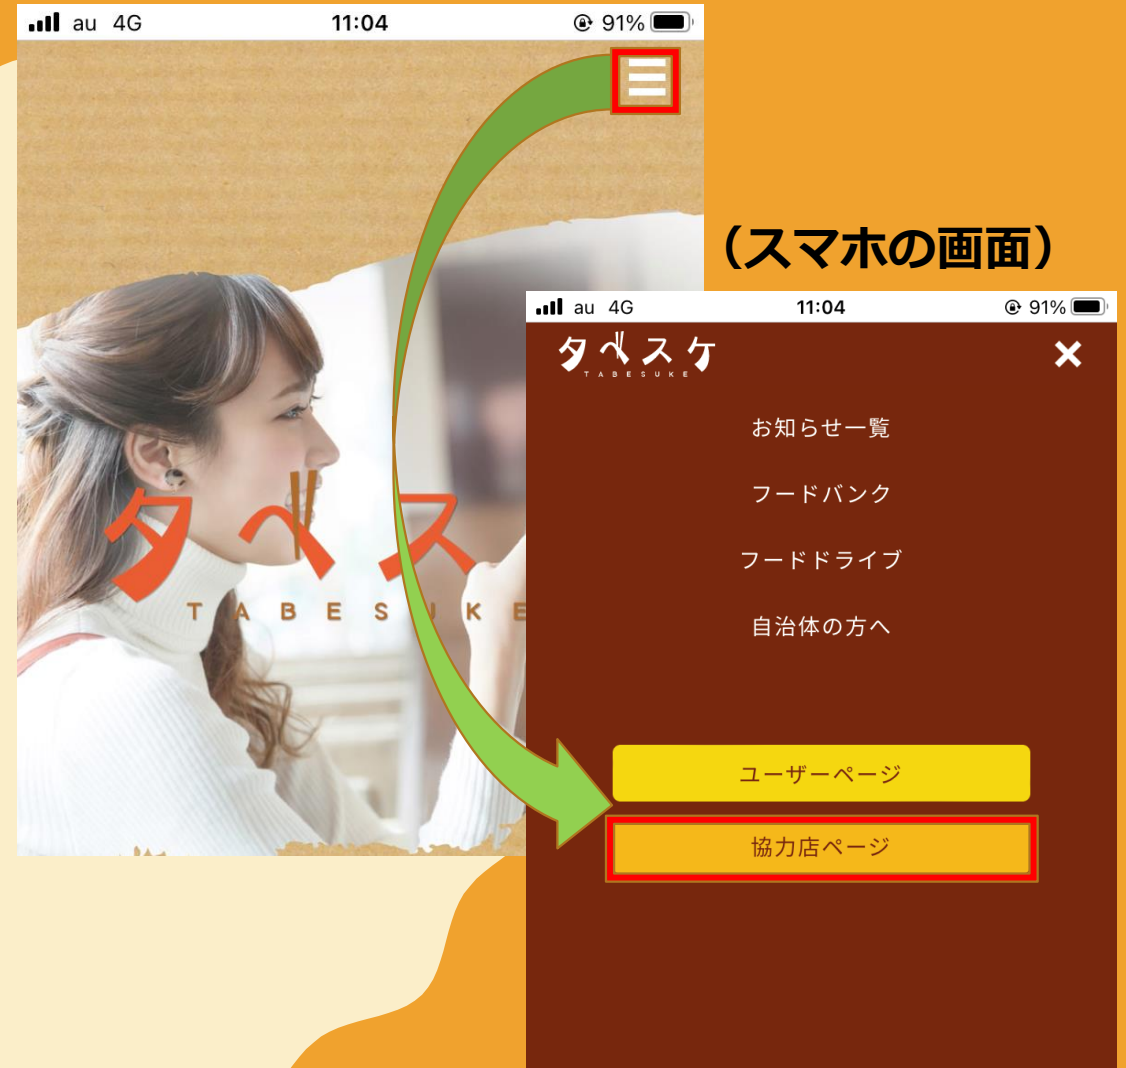 au 4G 11:04 91%
（スマホの画面）
タベス
TABESUKE
au 4G 11:04 91%
タベスケ
TABESUKE
お知らせ一覧
フードバンク
フードドライブ
自治体の方へ
ユーザーページ
協力店ページ